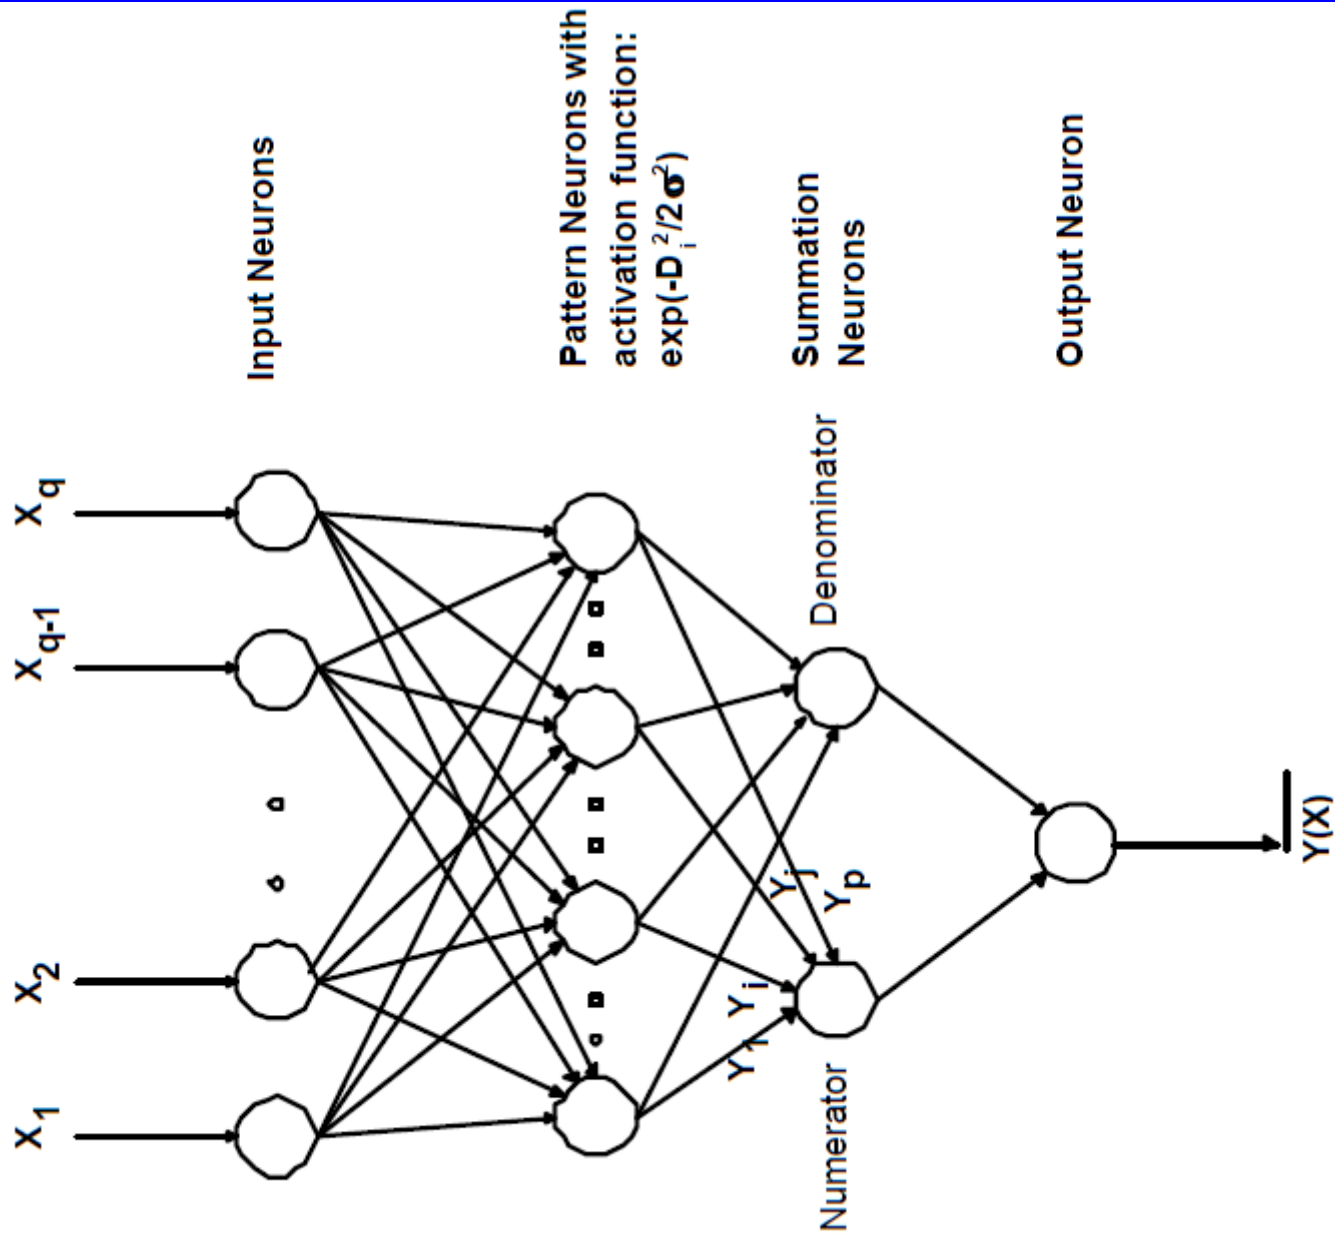 X1
X2
Xq-1
Xq
Input Neurons
Pattern Neurons with
activation function:
exp(-Di²/2σ²)
Y1
Yi
Yj
Yp
Numerator
Denominator
Summation
Neurons
Output Neuron
Y(X)